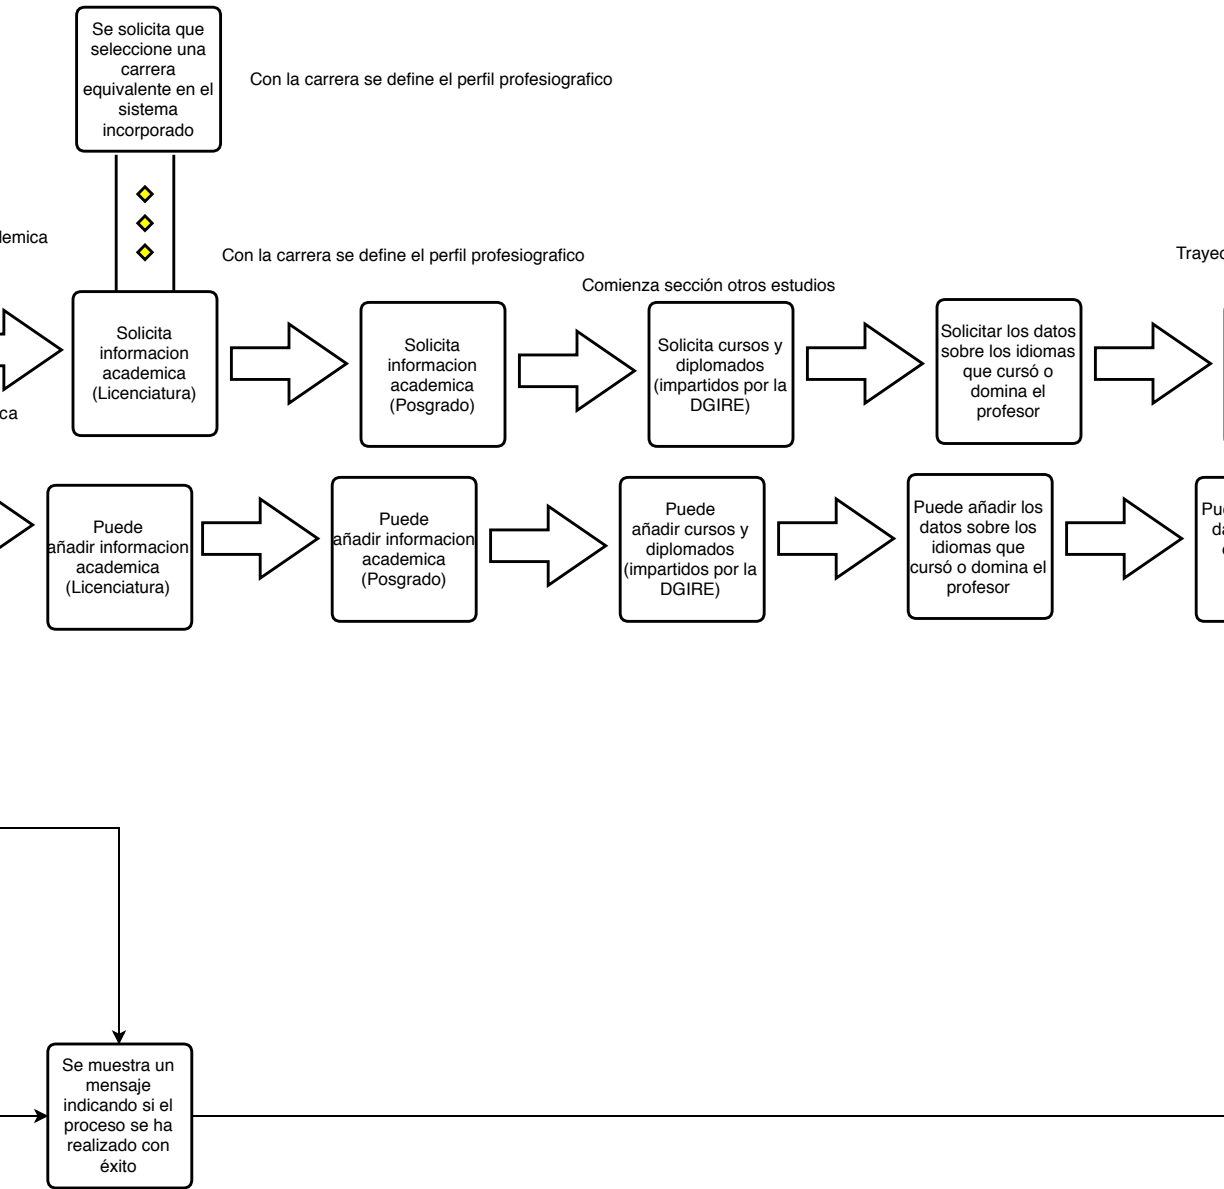 Se solicita que
seleccione una
carrera
equivalente en el
sistema
incorporado
Con la carrera se define el perfil profesiografico
Con la carrera se define el perfil profesiografico
Comienza sección otros estudios
Solicita
informacion
academica
(Licenciatura)
Solicita
informacion
academica
(Posgrado)
Solicita cursos y
diplomados
(impartidos por la
DGIRE)
Solicitar los datos
sobre los idiomas
que cursó o
domina el
profesor
Puede
añadir informacion
academica
(Licenciatura)
Puede
añadir informacion
academica
(Posgrado)
Puede
añadir cursos y
diplomados
(impartidos por la
DGIRE)
Puede añadir los
datos sobre los
idiomas que
cursó o domina el
profesor
Se muestra un
mensaje
indicando si el
proceso se ha
realizado con
éxito